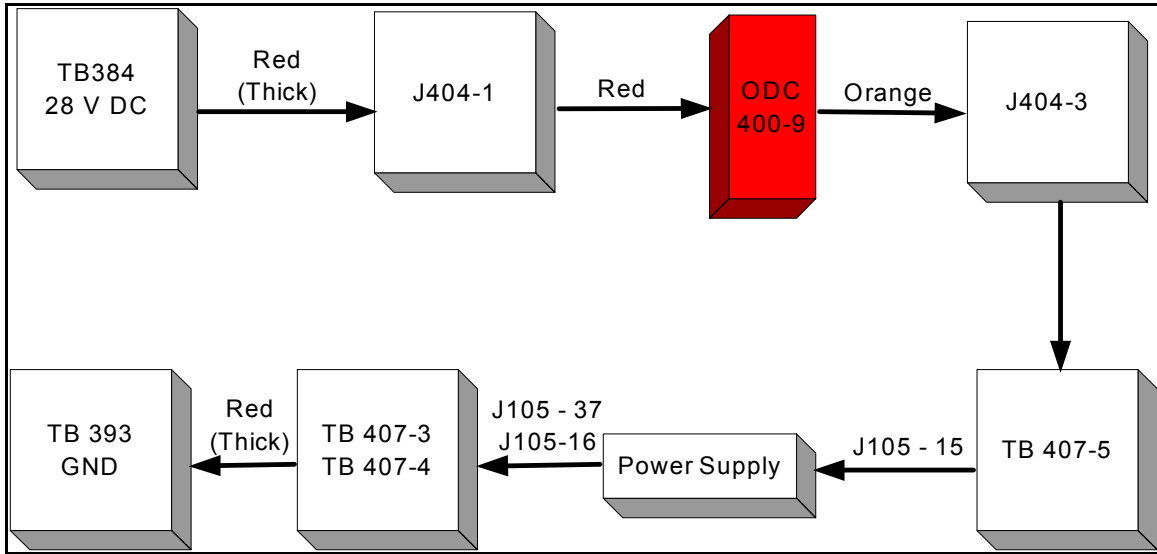 TB384
28 V DC
Red
(Thick)
J404-1
Red
ODC
400-9
Orange
J404-3
TB 393
GND
Red
(Thick)
TB 407-3
TB 407-4
J105 - 37
J105-16
Power Supply
J105 - 15
TB 407-5